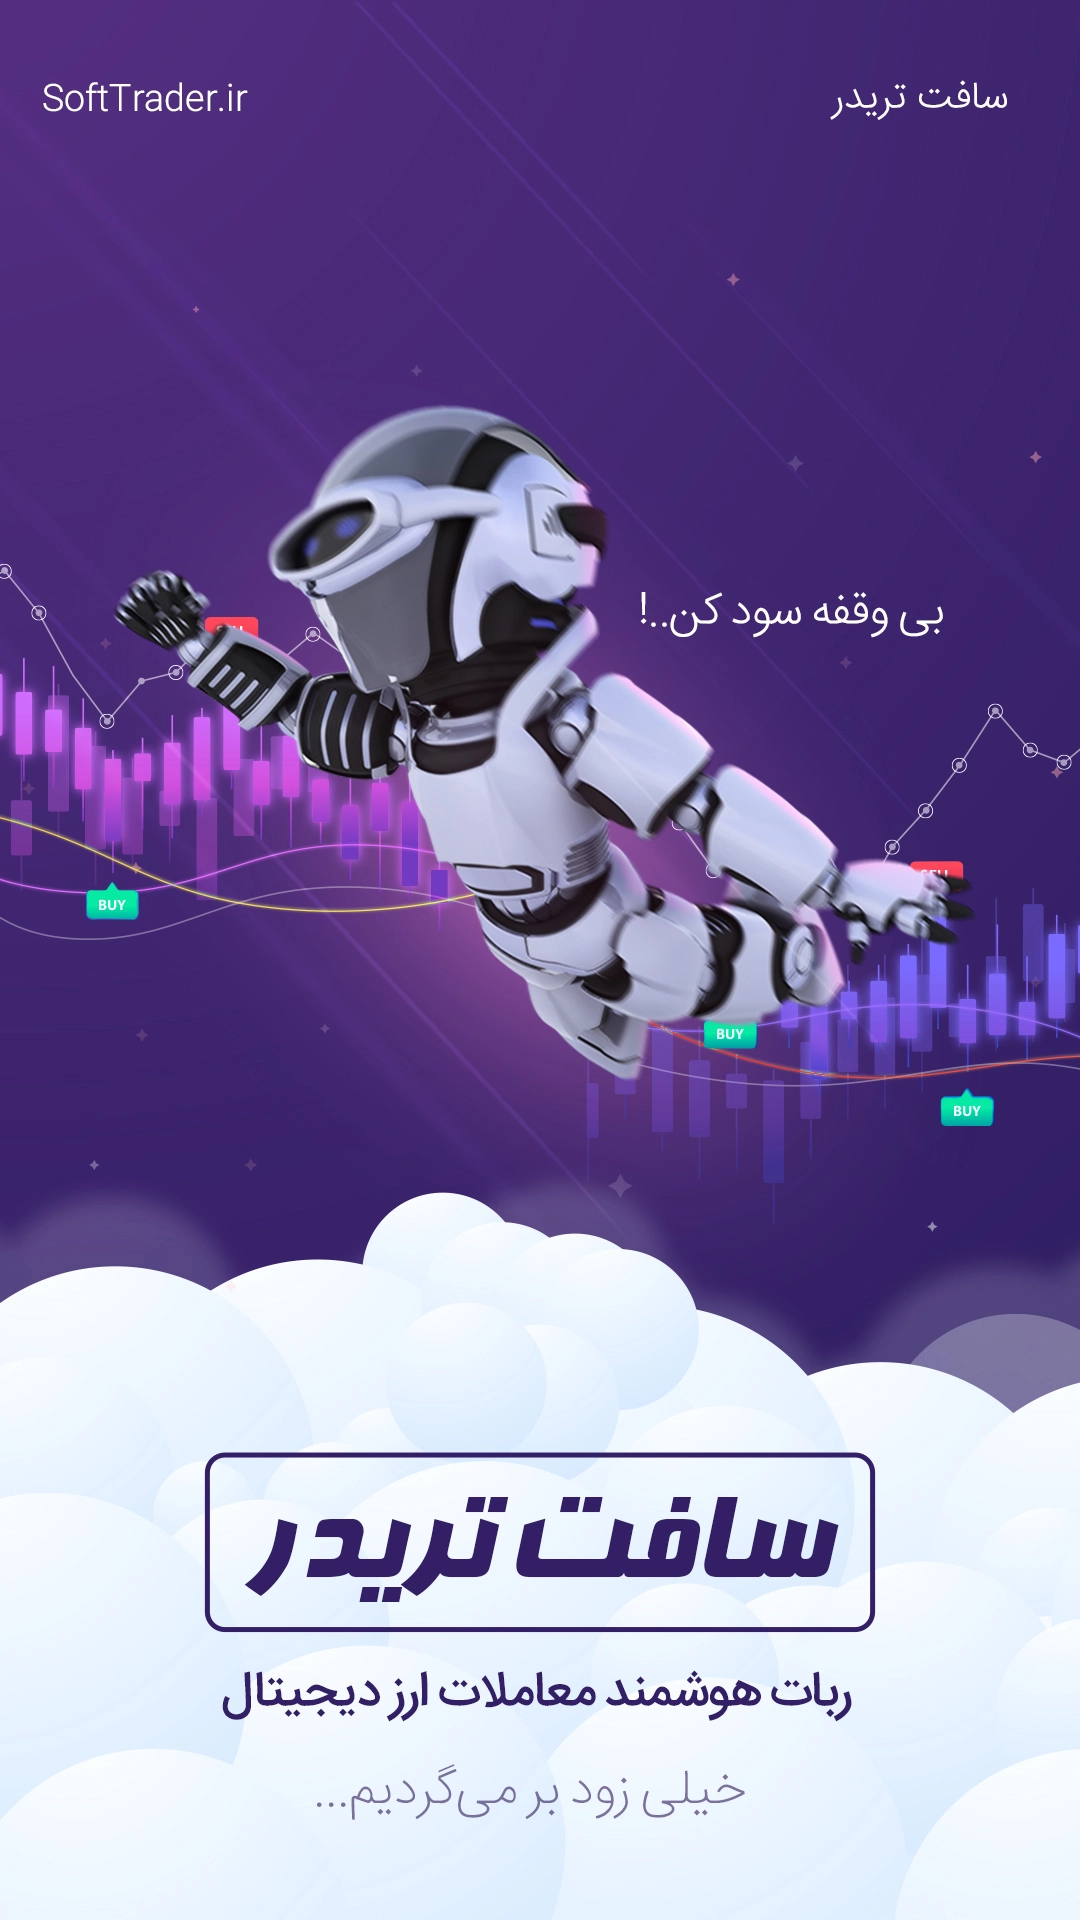 SoftTrader.ir
سافت تریدر
بی وقفه سود کن..!
BUY
BUY
BUY
سافت تریدر
ربات هوشمند معاملات ارز دیجیتال
خیلی زود بر می‌گردیم...